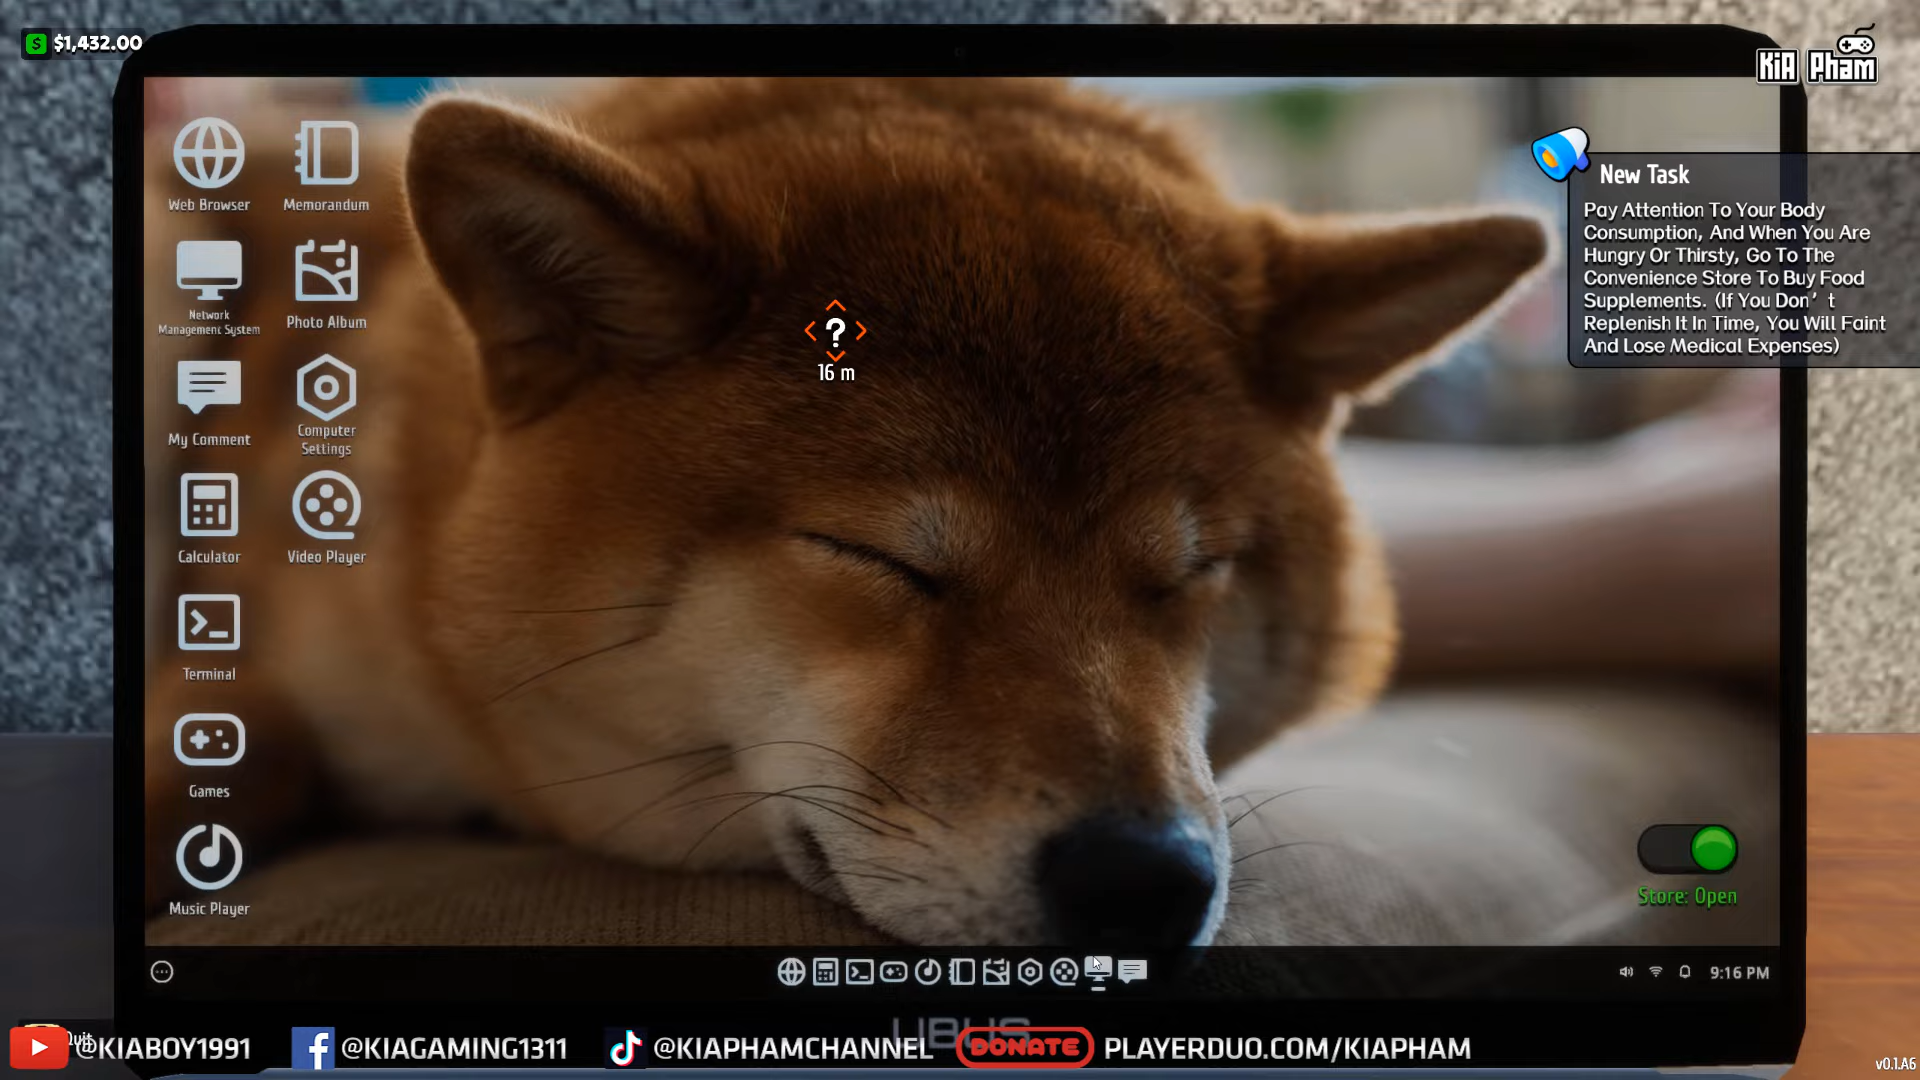 $1,432.00
KiA Pham
Web Browser
Memorandum
Network
Management System
Photo Album
My Comment
Computer
Settings
Calculator
Video Player
Terminal
Games
Music Player
?
16 m
New Task
Pay Attention To Your Body
Consumption, And When You Are
Hungry Or Thirsty, Go To The
Convenience Store To Buy Food
Supplements. (If You Don’t
Replenish It In Time, You Will Faint
And Lose Medical Expenses)
Store: Open
9:16 PM
Quit
@KIABOY1991
@KIAGAMING1311
@KIAPHAMCHANNEL
DONATE
PLAYERDUO.COM/KIAPHAM
v0.1.A6